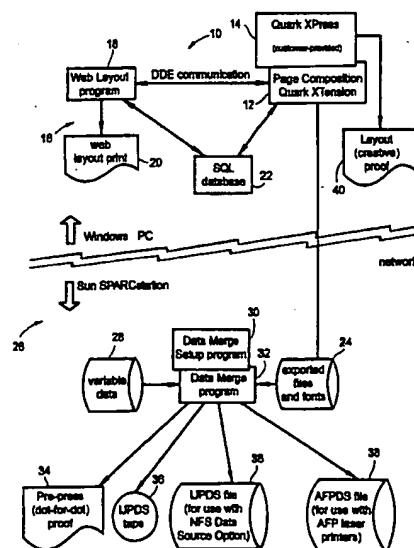 14
Quark XPress
(customer-provided)
10
18
Web Layout
program
DDE communication
Page Composition
Quark XTension
12
16
web
layout print
20
SQL
database
22
Layout
(creative)
proof
40
Windows PC
network
Sun SPARCstartion
26
30
Data Merge
Setup program
32
28
variable
data
Data Merge
program
24
exported
files
and fonts
34
Pre-press
(dot-for-dot)
proof
36
IJPDS
tape
38
IJPDS file
(for use with
NFS Data
Source Option)
38
AFPDS file
(for use with
AFP laser
printers)